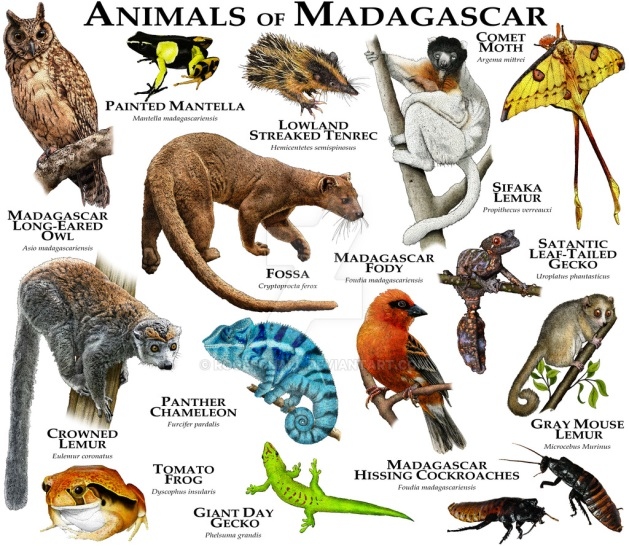 ANIMALS OF MADAGASCAR
PAINTED MANTELLA
Mantella madagascariensis
LOWLAND
STREAKED TENREC
Hemicentetes semispinosus
COMET
MOTH
Argema mittrei
MADAGASCAR
LONG-EARED
OWL
Asio madagascariensis
FOSSA
Cryptoprocta ferox
SIFAKA
LEMUR
Propithecus verreauxi
MADAGASCAR
FODY
Foudia madagascariensis
SATANTIC
LEAF-TAILED
GECKO
Uroplatus phantasticus
CROWNED
LEMUR
Eulemur coronatus
PANTHER
CHAMELEON
Furcifer pardalis
GRAY MOUSE
LEMUR
Microcebus Murinus
TOMATO
FROG
Dyscophus insularis
GIANT DAY
GECKO
Phelsuma grandis
MADAGASCAR
HISSING COCKROACHES
Foudia madagascariensis